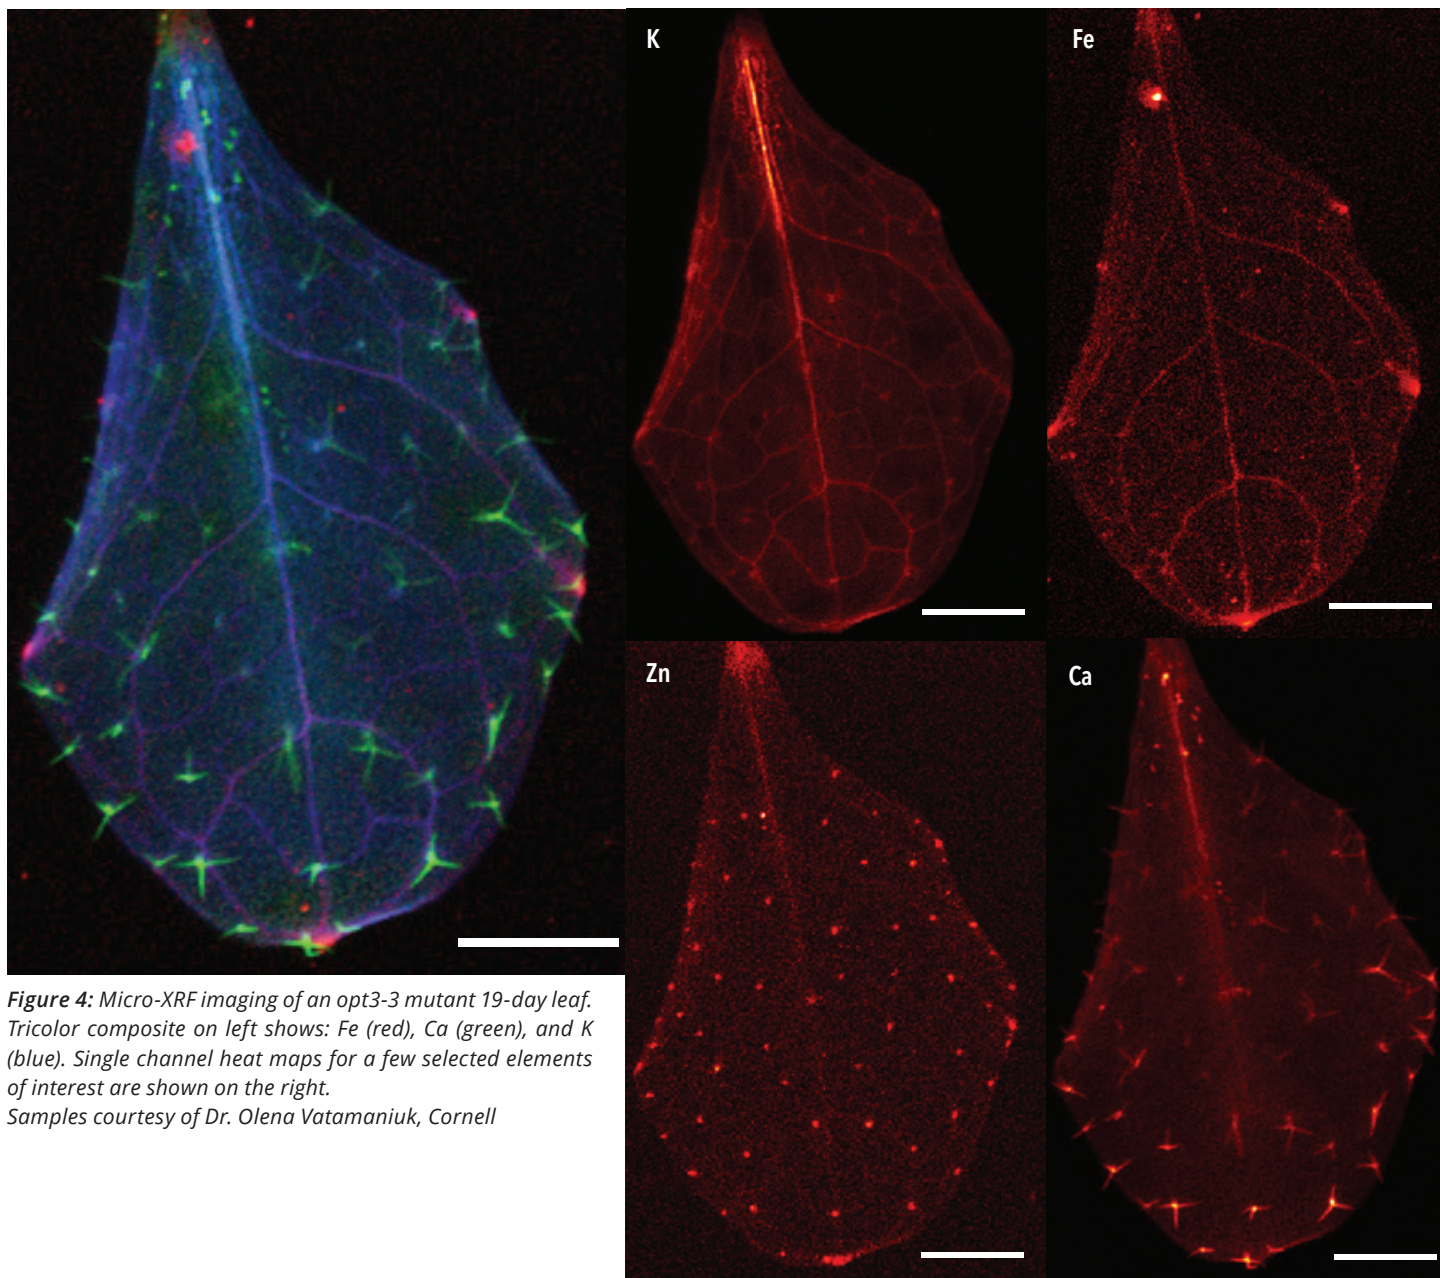 K
Fe
Zn
Ca
Figure 4: Micro-XRF imaging of an opt3-3 mutant 19-day leaf.
Tricolor composite on left shows: Fe (red), Ca (green), and K
(blue). Single channel heat maps for a few selected elements
of interest are shown on the right.
Samples courtesy of Dr. Olena Vatamaniuk, Cornell